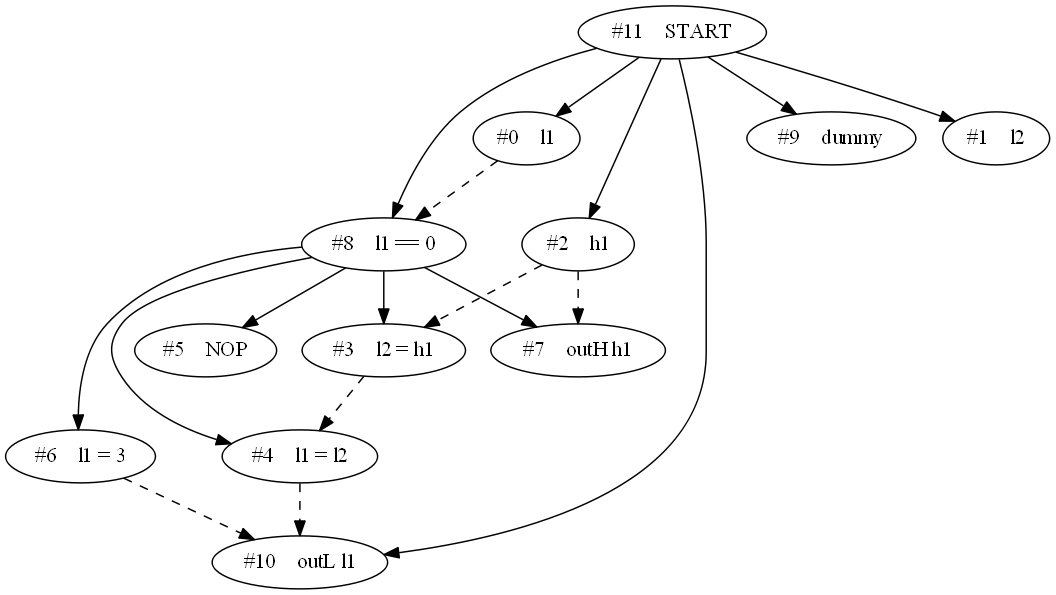 #11 START
#0 l1
#9 dummy
#1 l2
#8 l1 == 0
#2 h1
#5 NOP
#3 l2 = h1
#7 outH h1
#6 l1 = 3
#4 l1 = l2
#10 outL l1